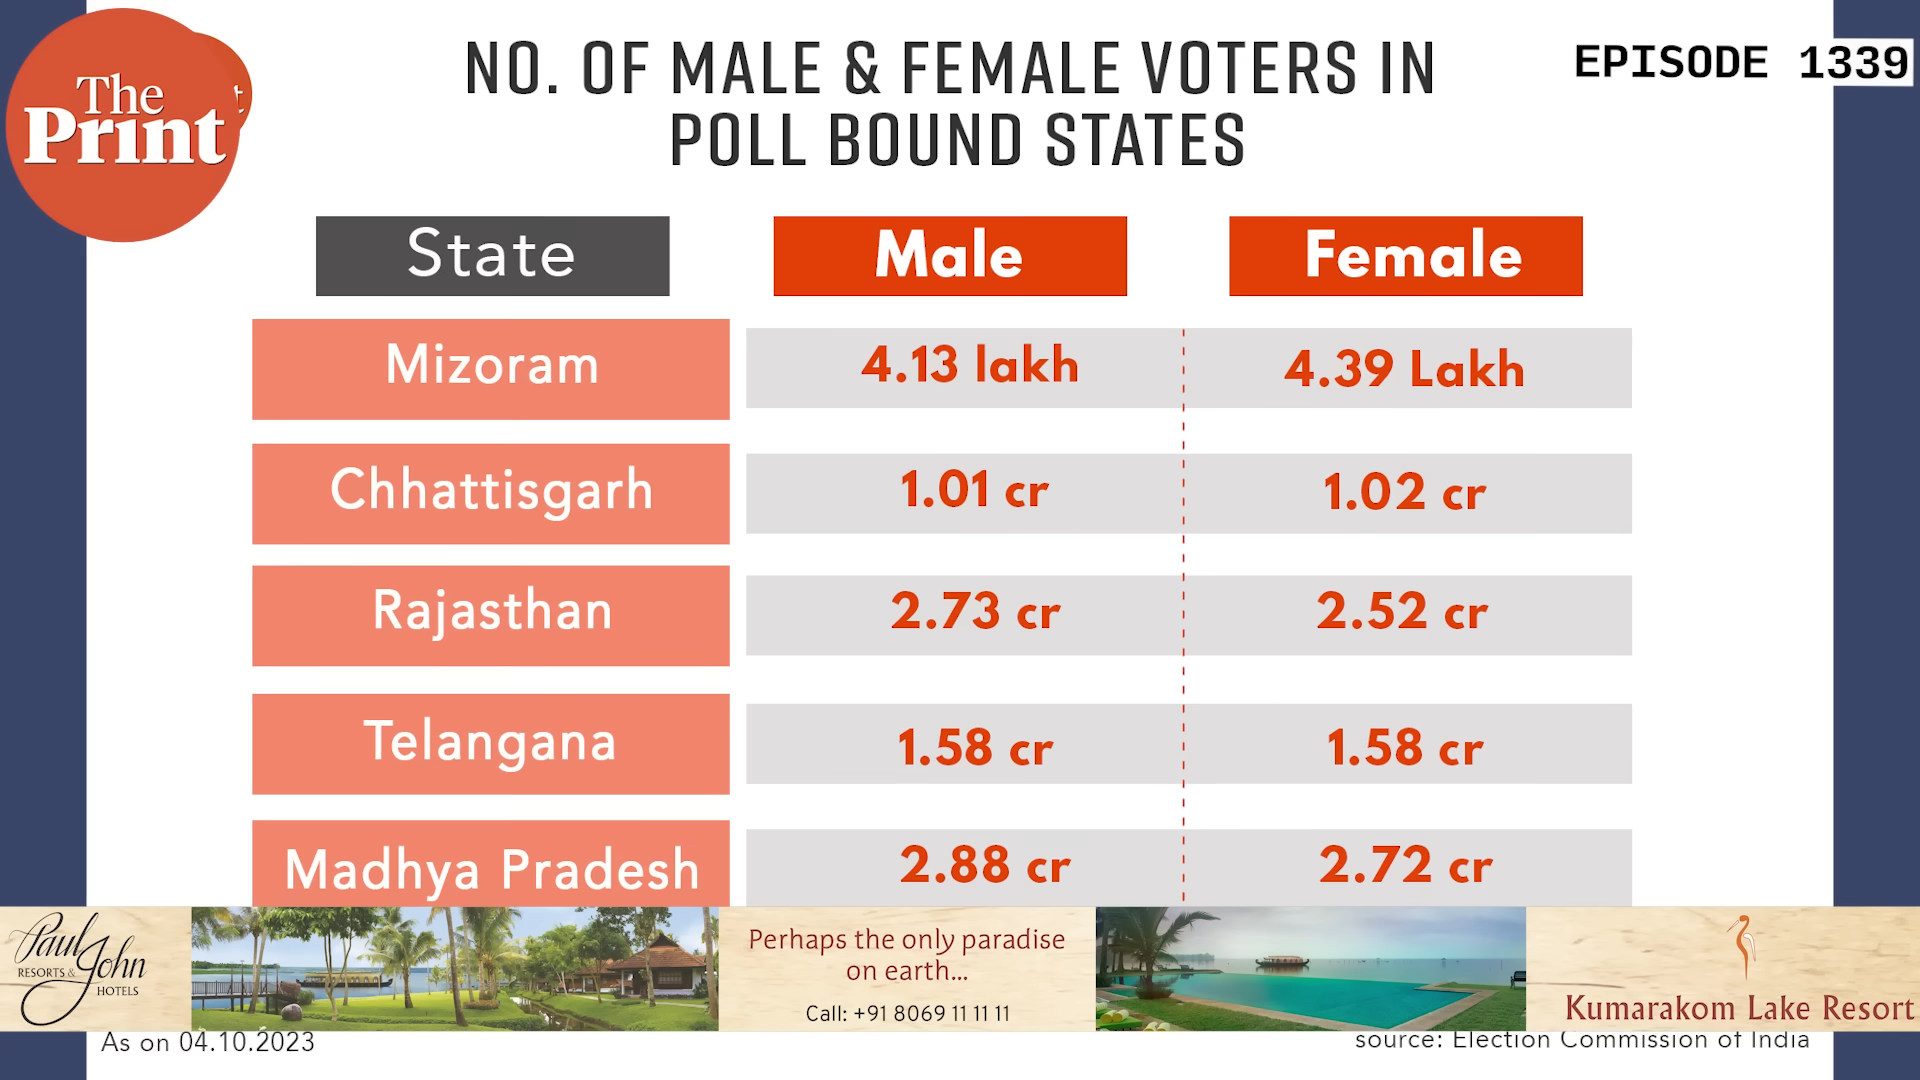 The
Print
NO. OF MALE & FEMALE VOTERS IN
POLL BOUND STATES
EPISODE 1339
State Male Female
Mizoram 4.13 lakh 4.39 Lakh
Chhattisgarh 1.01 cr 1.02 cr
Rajasthan 2.73 cr 2.52 cr
Telangana 1.58 cr 1.58 cr
Madhya Pradesh 2.88 cr 2.72 cr
Paul John
RESORTS &
HOTELS
Perhaps the only paradise
on earth...
Call: +91 8069 11 11 11
Kumarakom Lake Resort
As on 04.10.2023
source: Election Commission of India